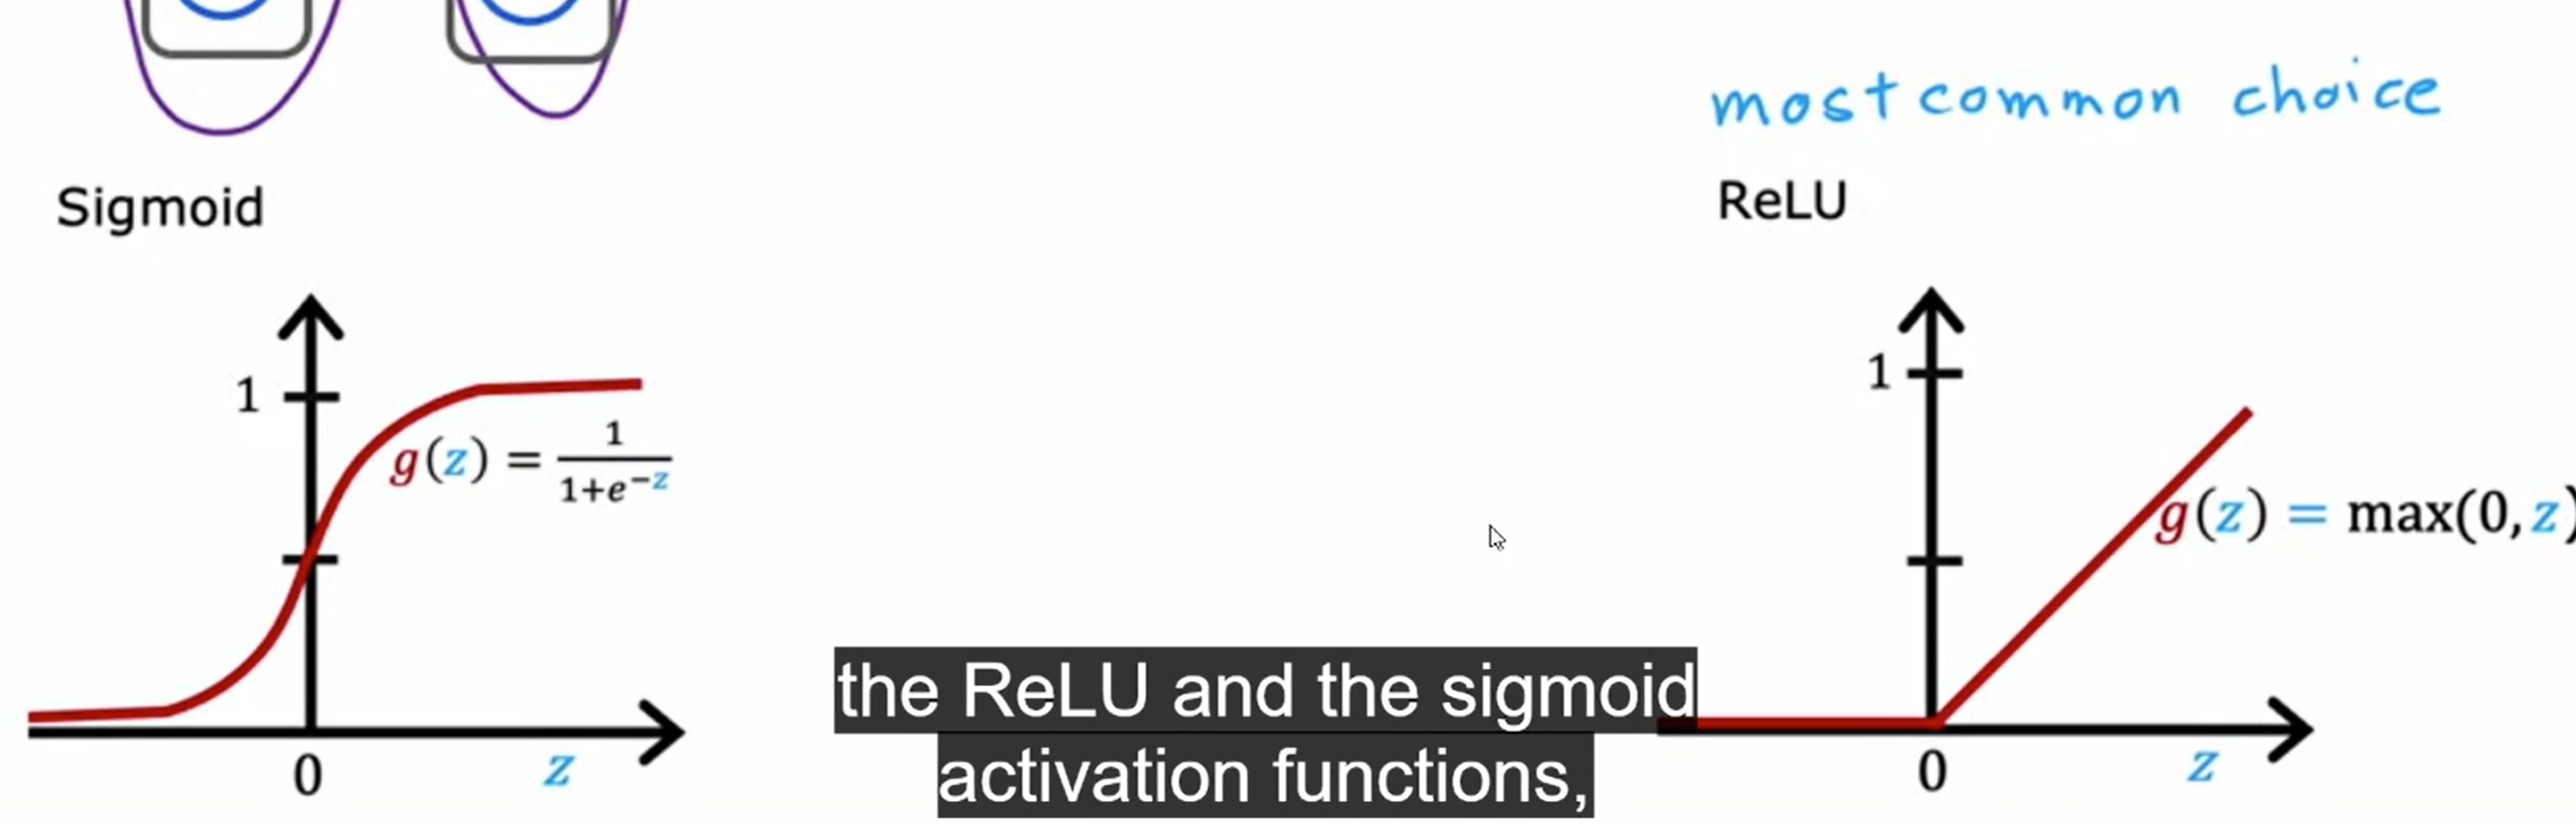 most common choice
Sigmoid
ReLU
1
g(z) = 1/(1+e^−z)
0
z
1
g(z) = max(0, z)
0
z
the ReLU and the sigmoid
activation functions,